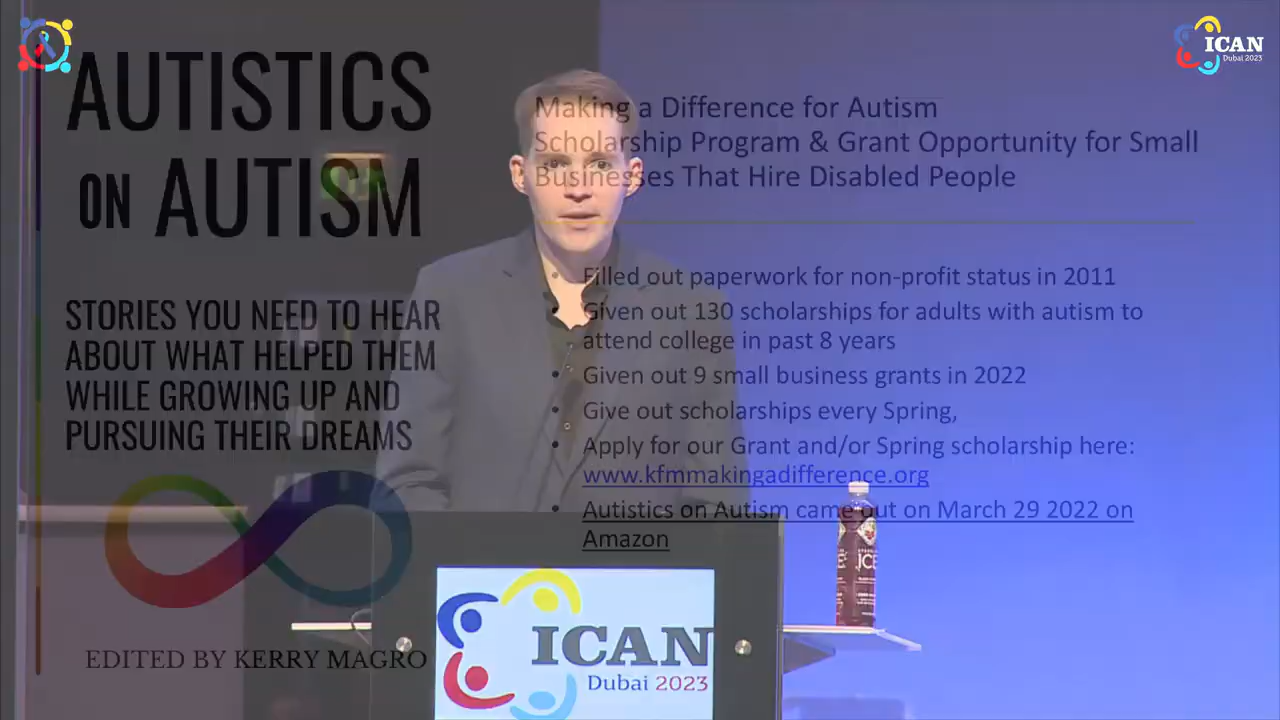 AUTISTICS
ON AUTISM
STORIES YOU NEED TO HEAR
ABOUT WHAT HELPED THEM
WHILE GROWING UP AND
PURSUING THEIR DREAMS
EDITED BY KERRY MAGRO
ICAN
Dubai 2023
Making a Difference for Autism
Scholarship Program & Grant Opportunity for Small
Businesses That Hire Disabled People
• Filled out paperwork for non-profit status in 2011
• Given out 130 scholarships for adults with autism to
attend college in past 8 years
• Given out 9 small business grants in 2022
• Give out scholarships every Spring,
• Apply for our Grant and/or Spring scholarship here:
www.kfmmakingadifference.org
• Autistics on Autism came out on March 29 2022 on
Amazon
ICE
ICAN
Dubai 2023